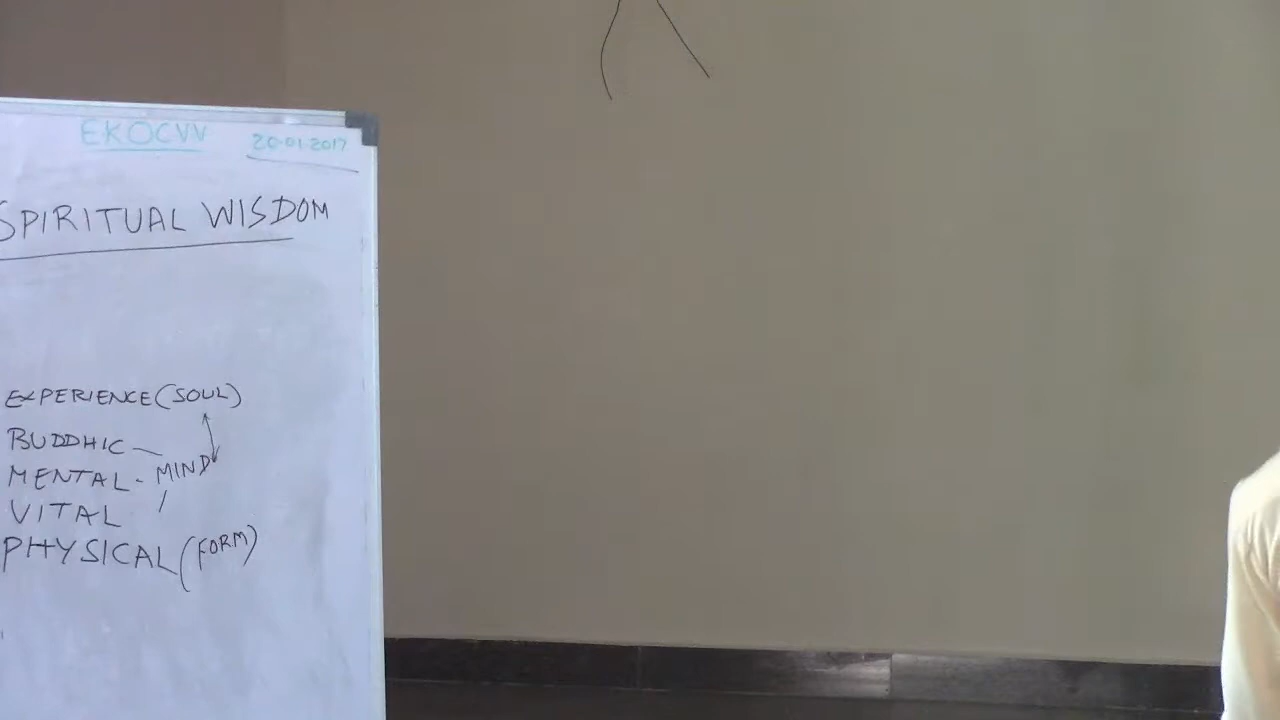 EKOCVV 20-01-2017
SPIRITUAL WISDOM
EXPERIENCE (SOUL)
BUDDHIC
MENTAL - MIND
VITAL
PHYSICAL (FORM)